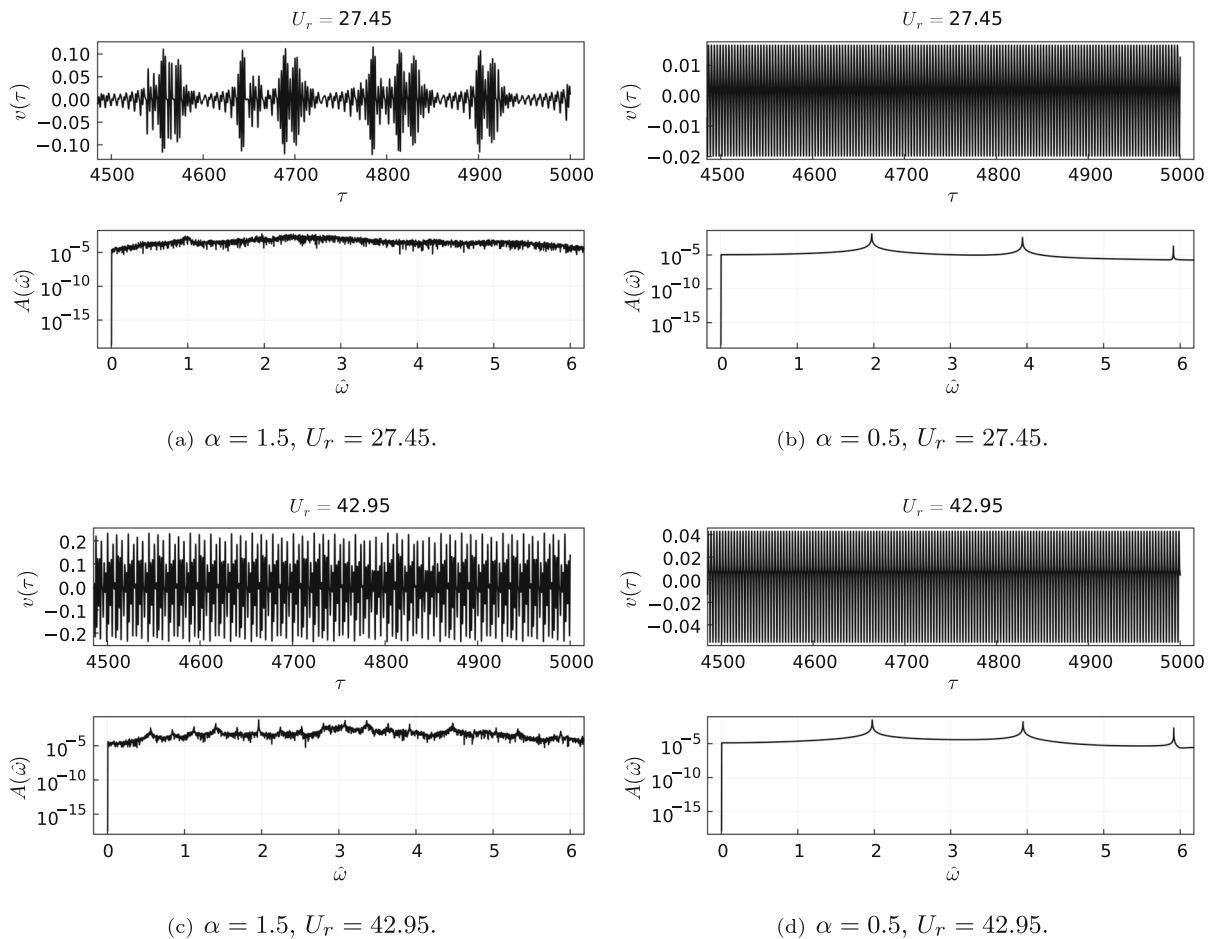 U_r = 27.45
0.10
0.05
0.00
−0.05
−0.10
v(τ)
4500 4600 4700 4800 4900 5000
τ
10^−5
10^−10
10^−15
A(ω̂)
0 1 2 3 4 5 6
ω̂
(a) α = 1.5, U_r = 27.45.
U_r = 27.45
0.01
0.00
−0.01
−0.02
v(τ)
4500 4600 4700 4800 4900 5000
τ
10^−5
10^−10
10^−15
A(ω̂)
0 1 2 3 4 5 6
ω̂
(b) α = 0.5, U_r = 27.45.
U_r = 42.95
0.2
0.1
0.0
−0.1
−0.2
v(τ)
4500 4600 4700 4800 4900 5000
τ
10^−5
10^−10
10^−15
A(ω̂)
0 1 2 3 4 5 6
ω̂
(c) α = 1.5, U_r = 42.95.
U_r = 42.95
0.04
0.02
0.00
−0.02
−0.04
v(τ)
4500 4600 4700 4800 4900 5000
τ
10^−5
10^−10
10^−15
A(ω̂)
0 1 2 3 4 5 6
ω̂
(d) α = 0.5, U_r = 42.95.